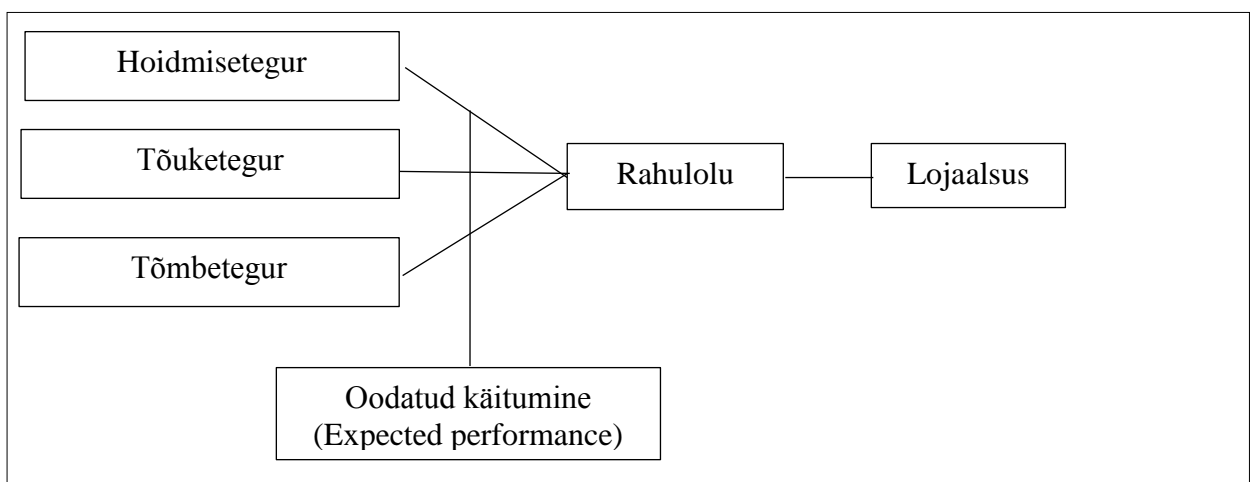 Hoidmisetegur
Tõuketegur
Rahulolu
Lojaalsus
Tõmbetegur
Oodatud käitumine
(Expected performance)